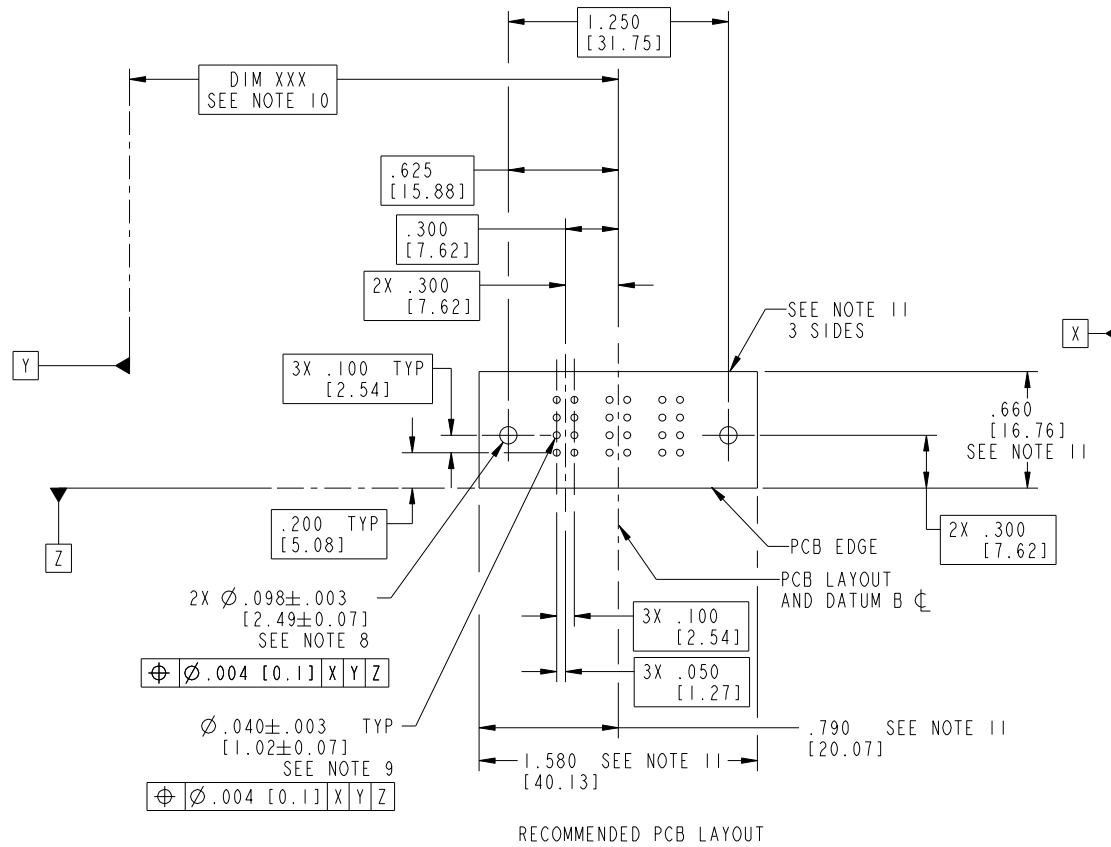 1.250
[31.75]
DIM XXX
SEE NOTE 10
.625
[15.88]
.300
[7.62]
2X .300
[7.62]
SEE NOTE 11
3 SIDES
Y
X
3X .100 TYP
[2.54]
.660
[16.76]
SEE NOTE 11
.200 TYP
[5.08]
Z
2X .300
[7.62]
PCB EDGE
PCB LAYOUT
AND DATUM B ℄
2X Ø.098±.003
[2.49±0.07]
SEE NOTE 8
⌖ Ø.004 [0.1] X Y Z
3X .100
[2.54]
3X .050
[1.27]
Ø.040±.003 TYP
[1.02±0.07]
SEE NOTE 9
⌖ Ø.004 [0.1] X Y Z
.790 SEE NOTE 11
[20.07]
1.580 SEE NOTE 11
[40.13]
RECOMMENDED PCB LAYOUT